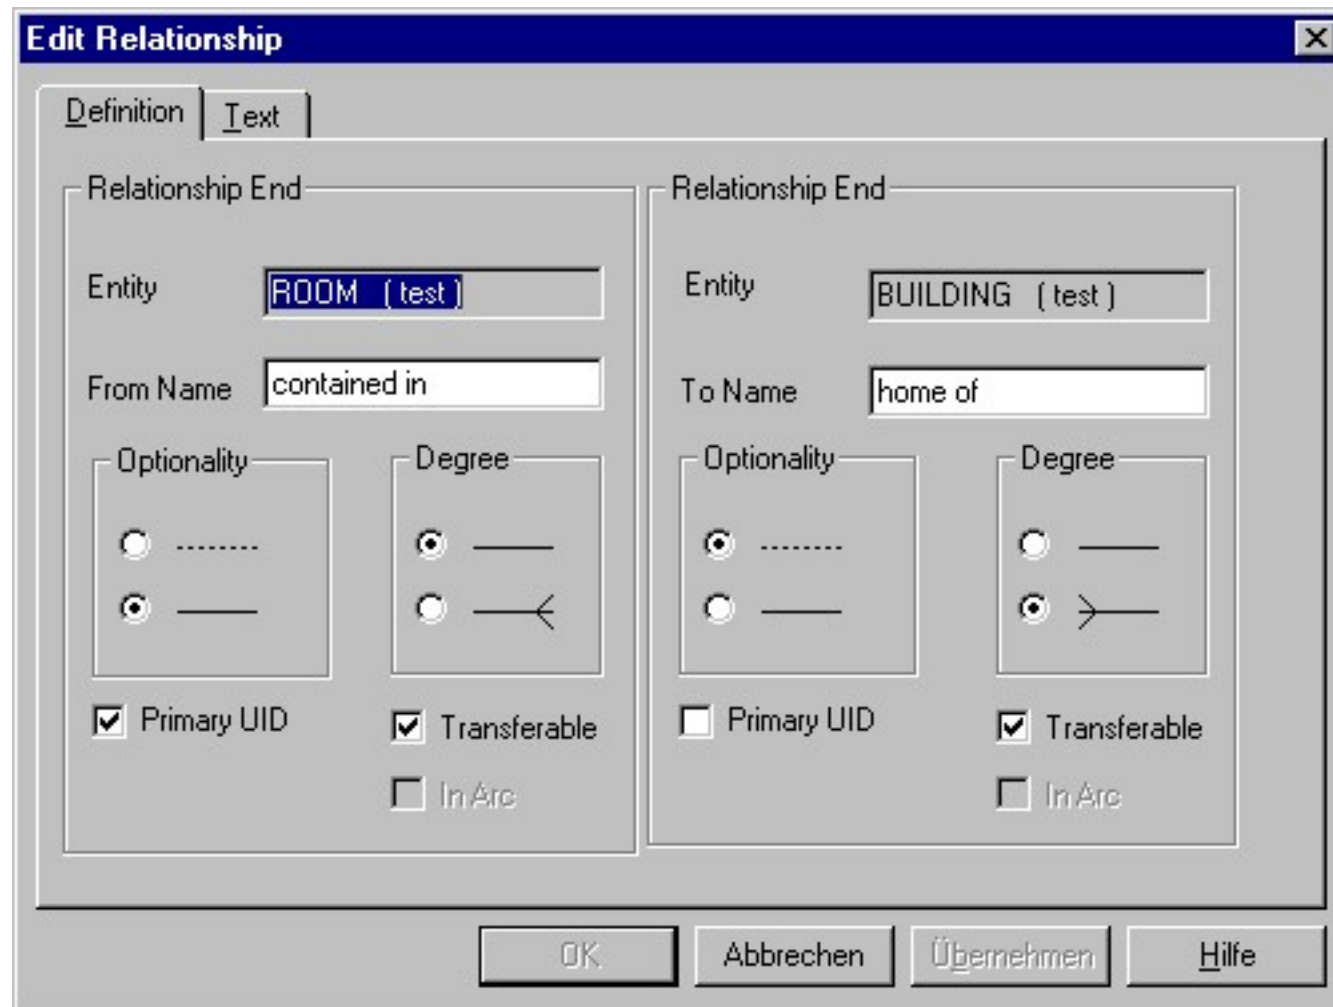 Edit Relationship
Definition
Text
Relationship End
Entity
ROOM ( test )
From Name
contained in
Optionality
Degree
Primary UID
Transferable
In Arc
Relationship End
Entity
BUILDING ( test )
To Name
home of
Optionality
Degree
Primary UID
Transferable
In Arc
OK
Abbrechen
Übernehmen
Hilfe